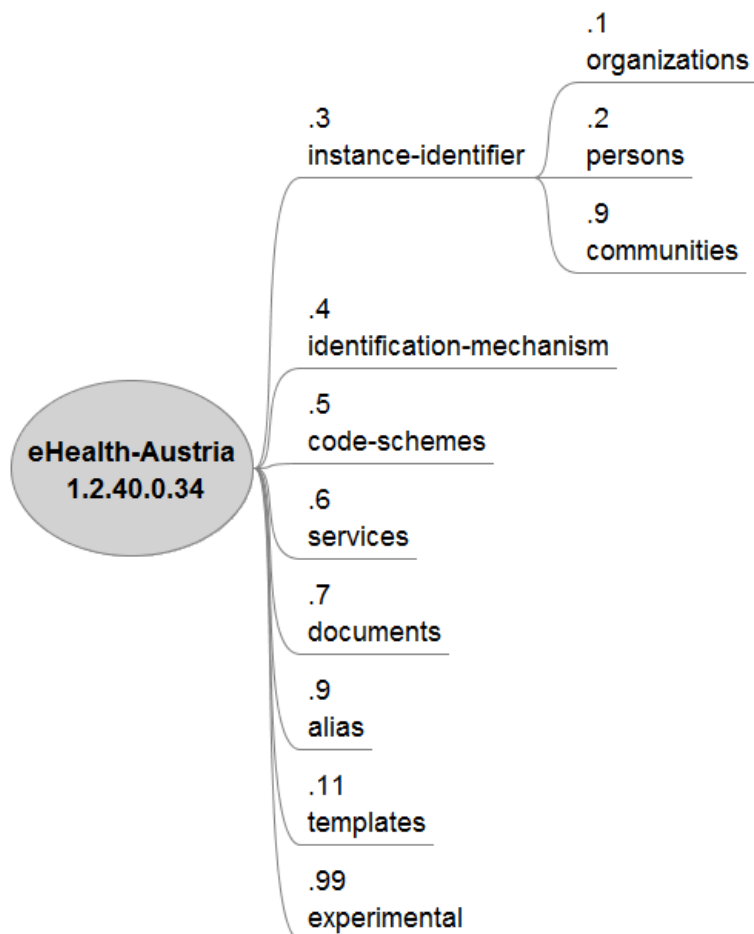 eHealth-Austria
1.2.40.0.34
.3
instance-identifier
.1
organizations
.2
persons
.9
communities
.4
identification-mechanism
.5
code-schemes
.6
services
.7
documents
.9
alias
.11
templates
.99
experimental